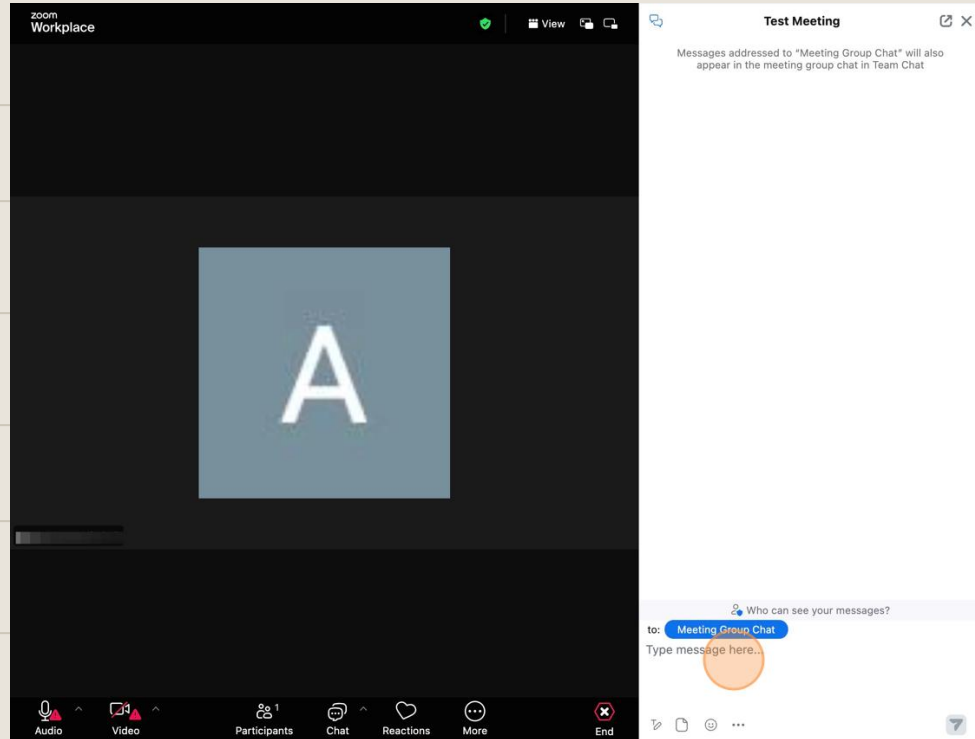 zoom
Workplace
View
A
Audio
Video
Participants
1
Chat
Reactions
More
End
Test Meeting
Messages addressed to "Meeting Group Chat" will also
appear in the meeting group chat in Team Chat
Who can see your messages?
to: Meeting Group Chat
Type message here...